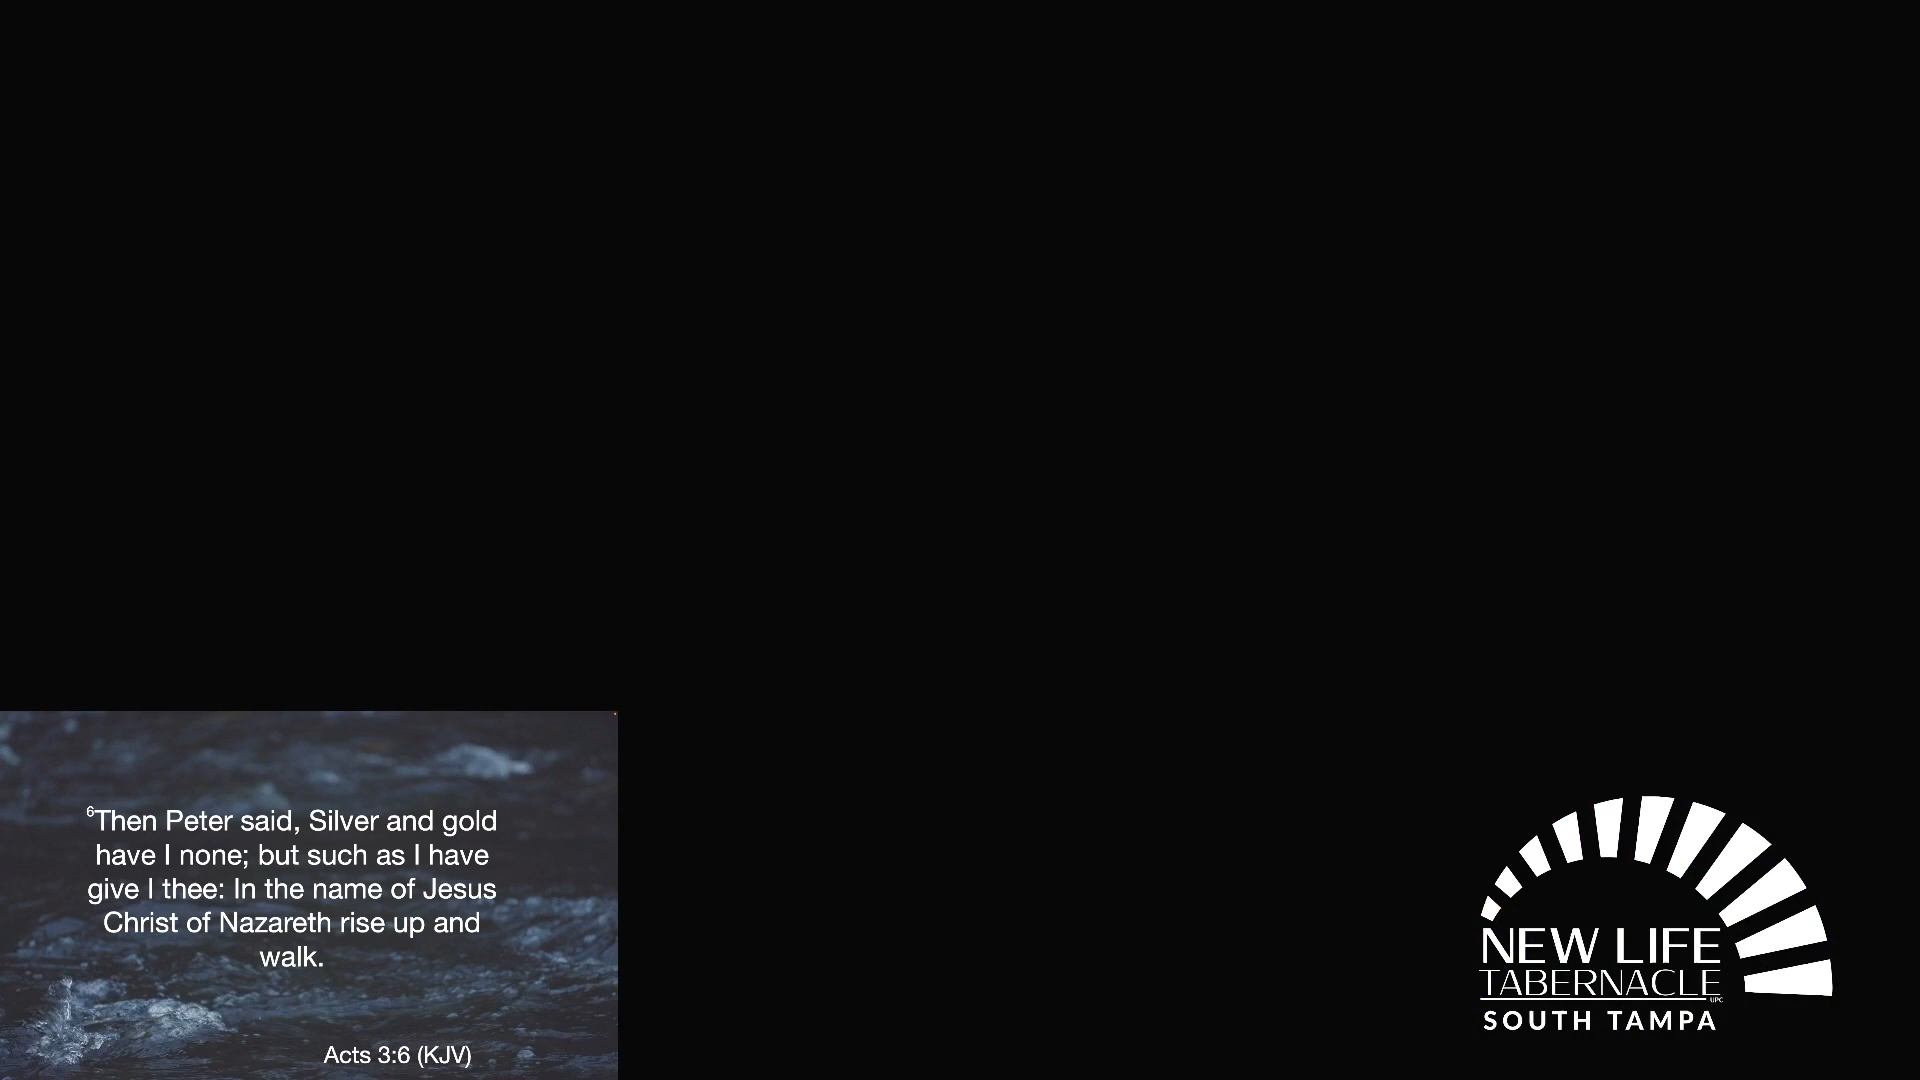 ⁶Then Peter said, Silver and gold
have I none; but such as I have
give I thee: In the name of Jesus
Christ of Nazareth rise up and
walk.
Acts 3:6 (KJV)
NEW LIFE
TABERNACLE
UPC
SOUTH TAMPA